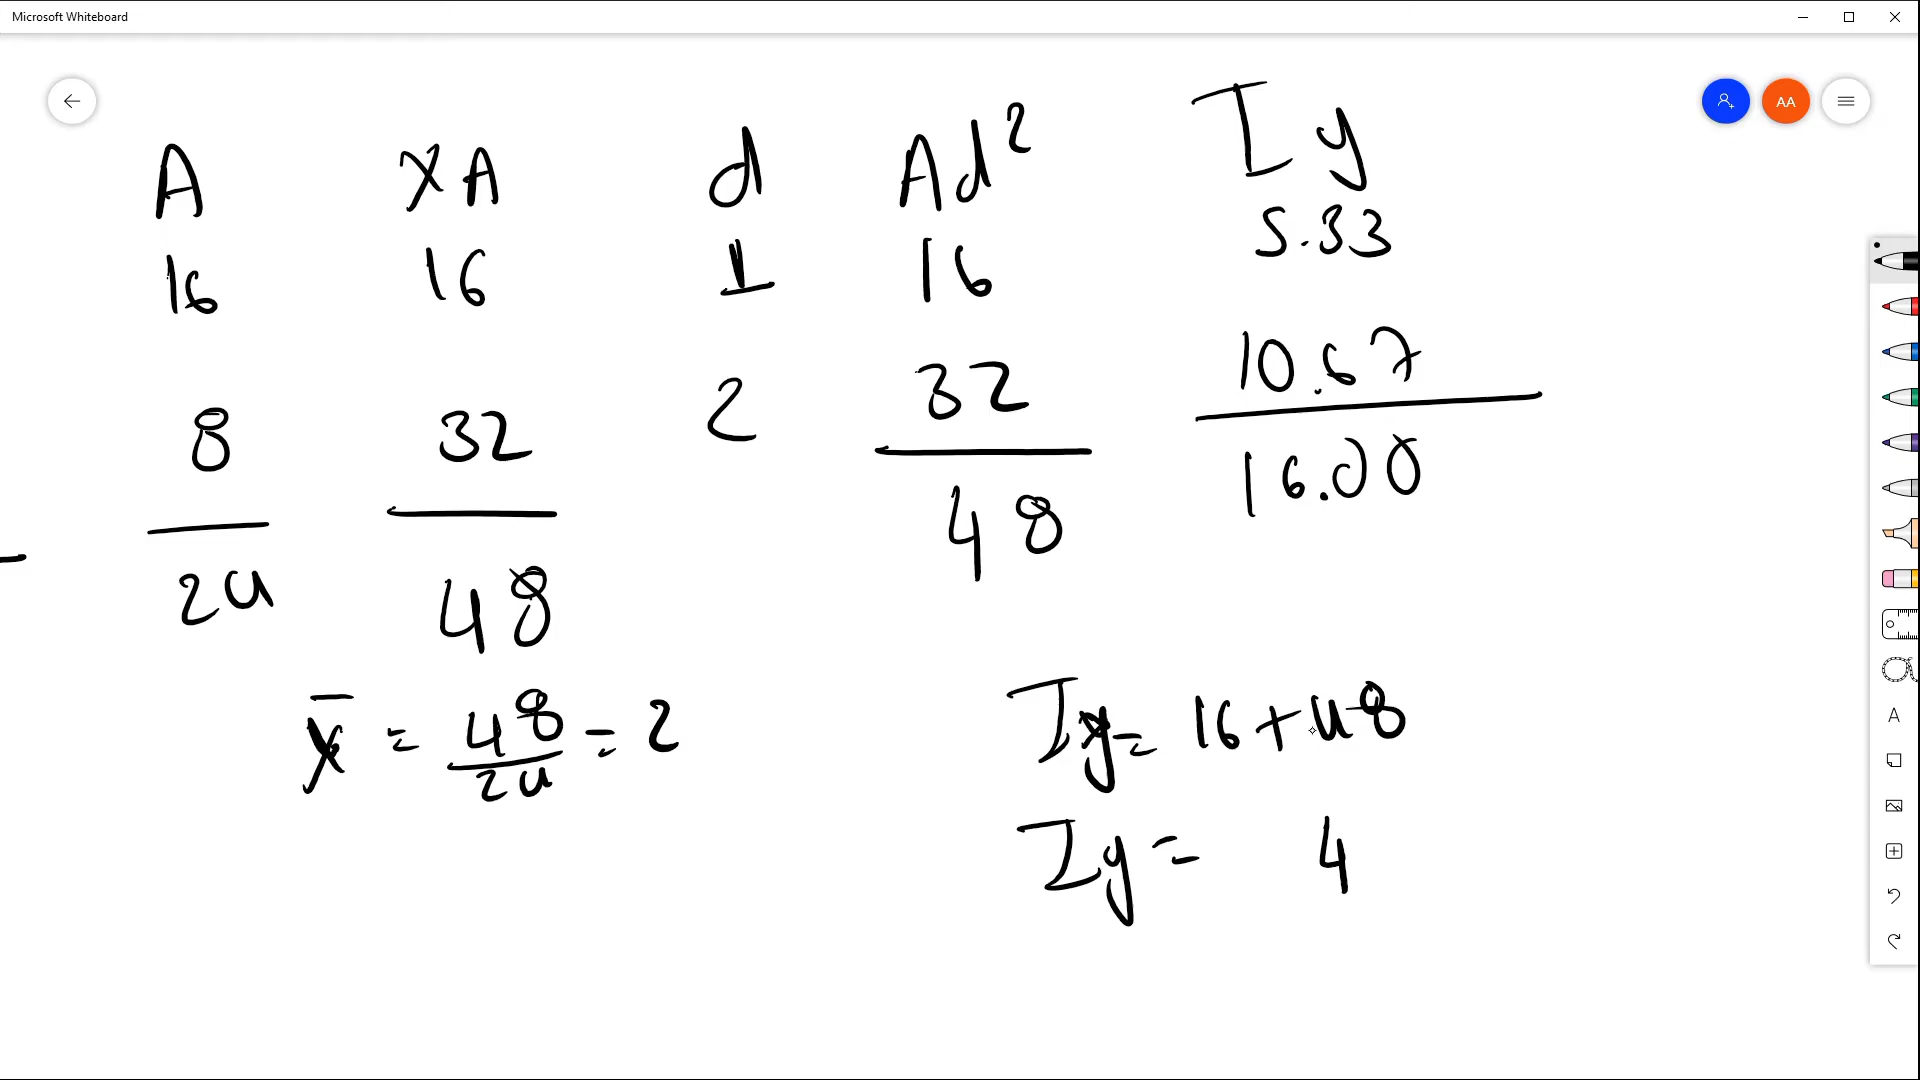 Microsoft Whiteboard
AA
A XA d Ad² Iy
16 16 1 16 5.33
8 32 2 32 10.67
24 48 48 16.00
x̄ = 48/24 = 2
Iy = 16 + 48
Iy = 4
A